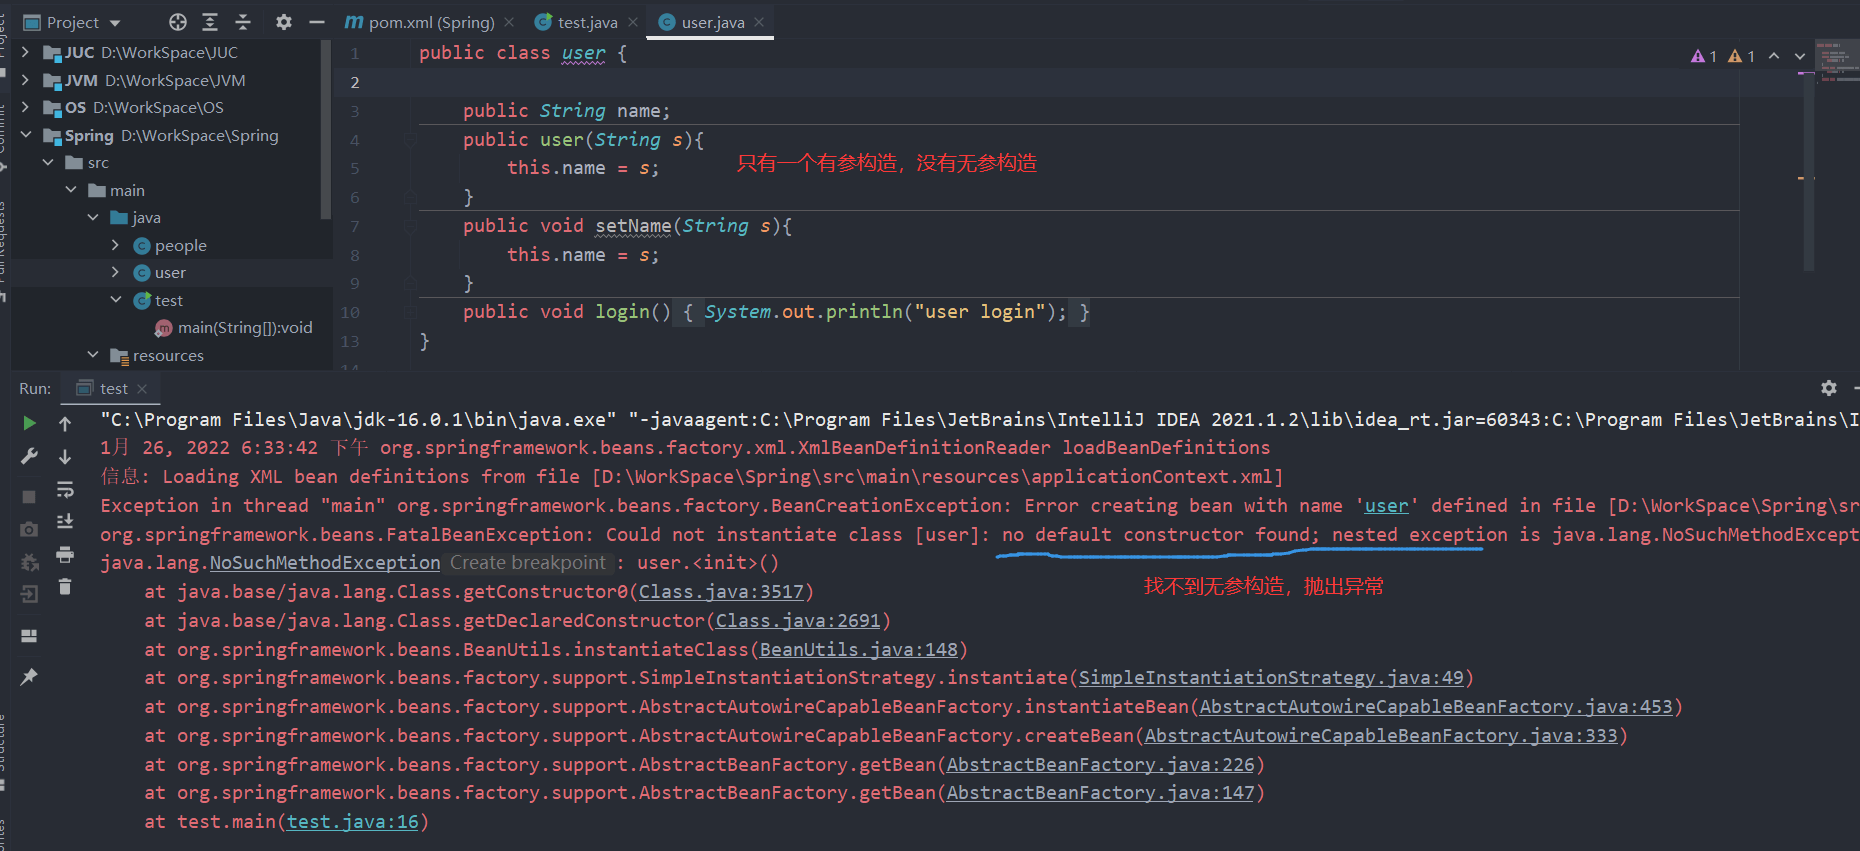 Project
pom.xml (Spring)
test.java
user.java
JUC D:\WorkSpace\JUC
JVM D:\WorkSpace\JVM
OS D:\WorkSpace\OS
Spring D:\WorkSpace\Spring
src
main
java
people
user
test
main(String[]):void
resources
1 public class user {
1 1
2
3 public String name;
4 public user(String s){
5 this.name = s;
只有一个有参构造，没有无参构造
6 }
7 public void setName(String s){
8 this.name = s;
9 }
10 public void login() { System.out.println("user login"); }
13 }
14
Run: test
"C:\Program Files\Java\jdk-16.0.1\bin\java.exe" "-javaagent:C:\Program Files\JetBrains\IntelliJ IDEA 2021.1.2\lib\idea_rt.jar=60343:C:\Program Files\JetBrains\I
1月 26, 2022 6:33:42 下午 org.springframework.beans.factory.xml.XmlBeanDefinitionReader loadBeanDefinitions
信息: Loading XML bean definitions from file [D:\WorkSpace\Spring\src\main\resources\applicationContext.xml]
Exception in thread "main" org.springframework.beans.factory.BeanCreationException: Error creating bean with name 'user' defined in file [D:\WorkSpace\Spring\sr
org.springframework.beans.FatalBeanException: Could not instantiate class [user]: no default constructor found; nested exception is java.lang.NoSuchMethodExcept
java.lang.NoSuchMethodException Create breakpoint : user.<init>()
找不到无参构造，抛出异常
at java.base/java.lang.Class.getConstructor0(Class.java:3517)
at java.base/java.lang.Class.getDeclaredConstructor(Class.java:2691)
at org.springframework.beans.BeanUtils.instantiateClass(BeanUtils.java:148)
at org.springframework.beans.factory.support.SimpleInstantiationStrategy.instantiate(SimpleInstantiationStrategy.java:49)
at org.springframework.beans.factory.support.AbstractAutowireCapableBeanFactory.instantiateBean(AbstractAutowireCapableBeanFactory.java:453)
at org.springframework.beans.factory.support.AbstractAutowireCapableBeanFactory.createBean(AbstractAutowireCapableBeanFactory.java:333)
at org.springframework.beans.factory.support.AbstractBeanFactory.getBean(AbstractBeanFactory.java:226)
at org.springframework.beans.factory.support.AbstractBeanFactory.getBean(AbstractBeanFactory.java:147)
at test.main(test.java:16)